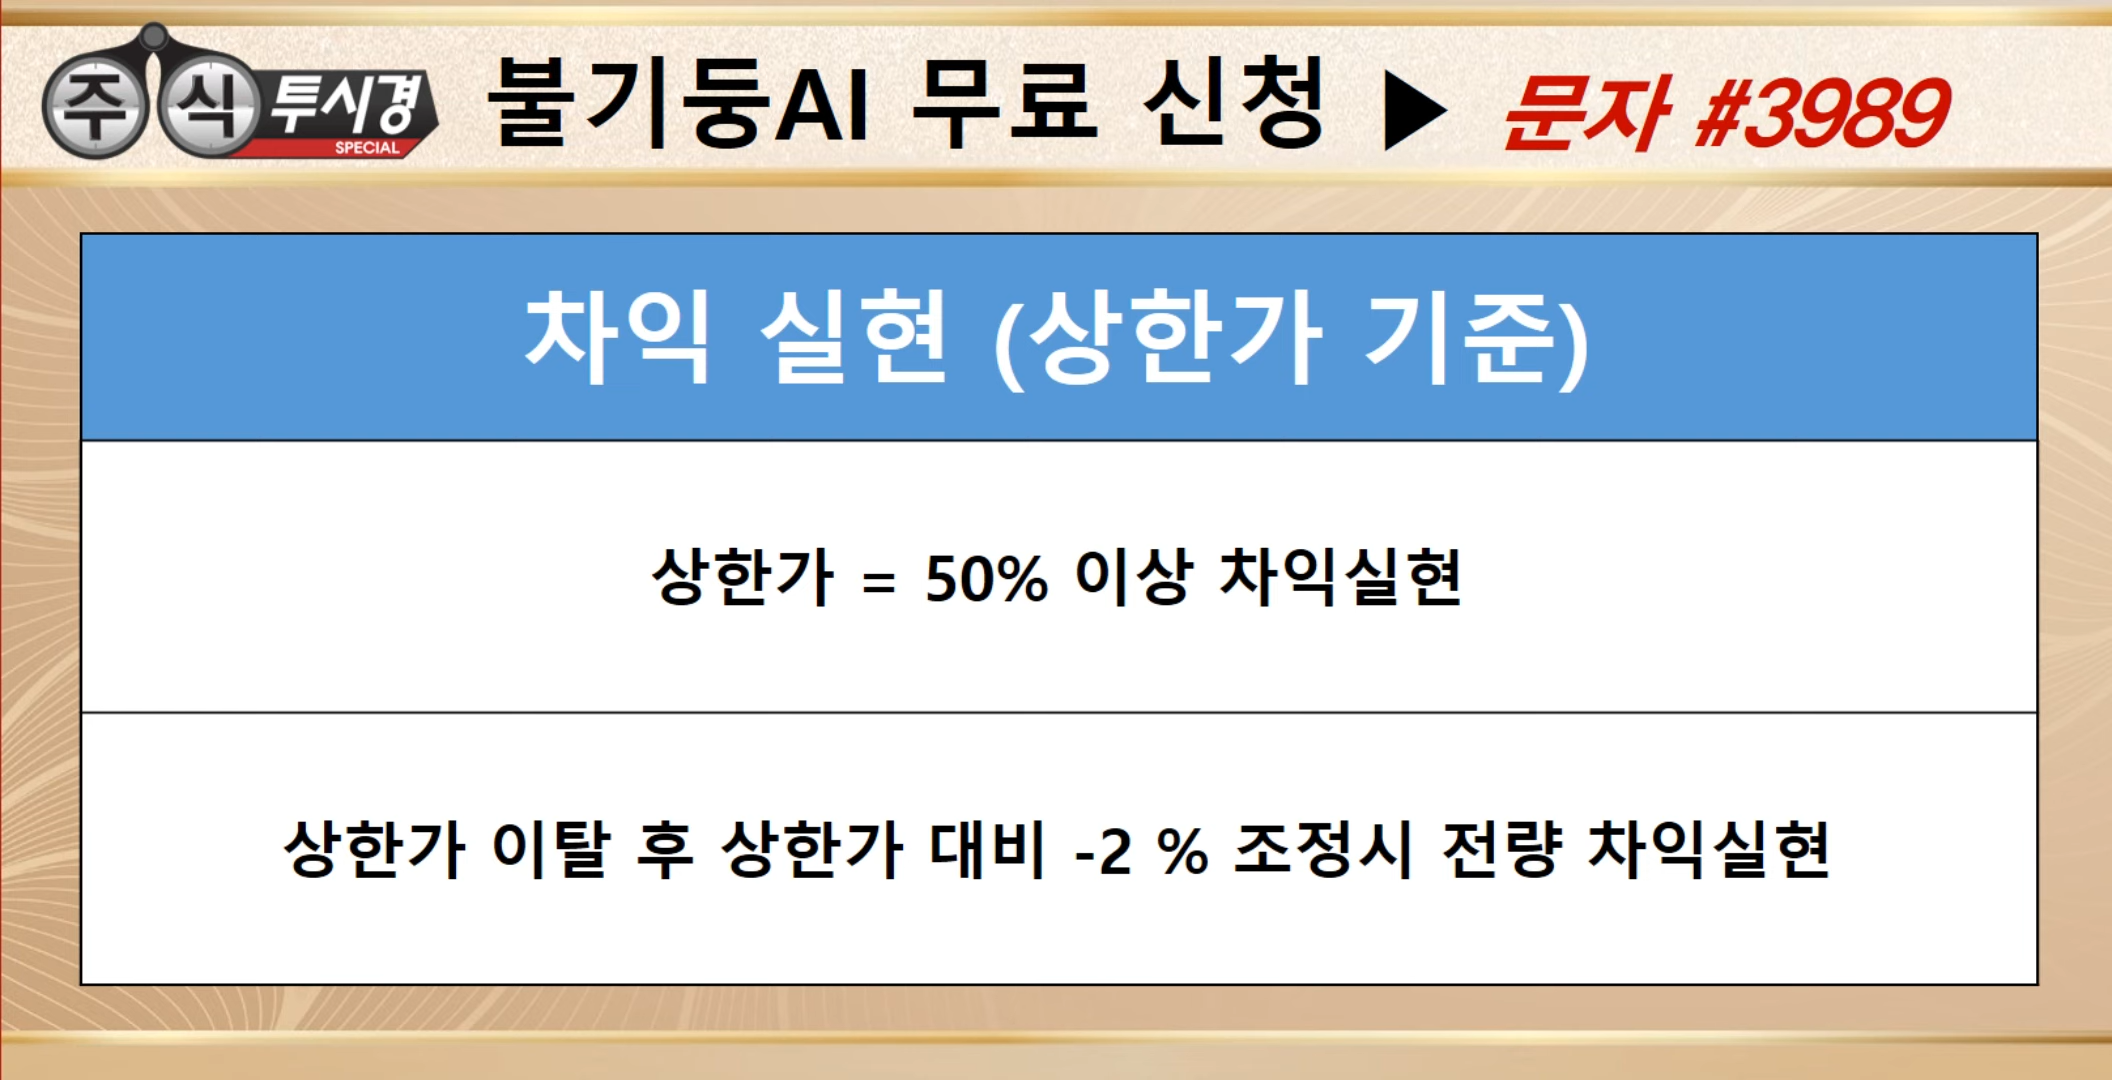 주식투시경
SPECIAL
불기둥AI 무료 신청 ▶ 문자 #3989
차익 실현 (상한가 기준)
상한가 = 50% 이상 차익실현
상한가 이탈 후 상한가 대비 -2 % 조정시 전량 차익실현